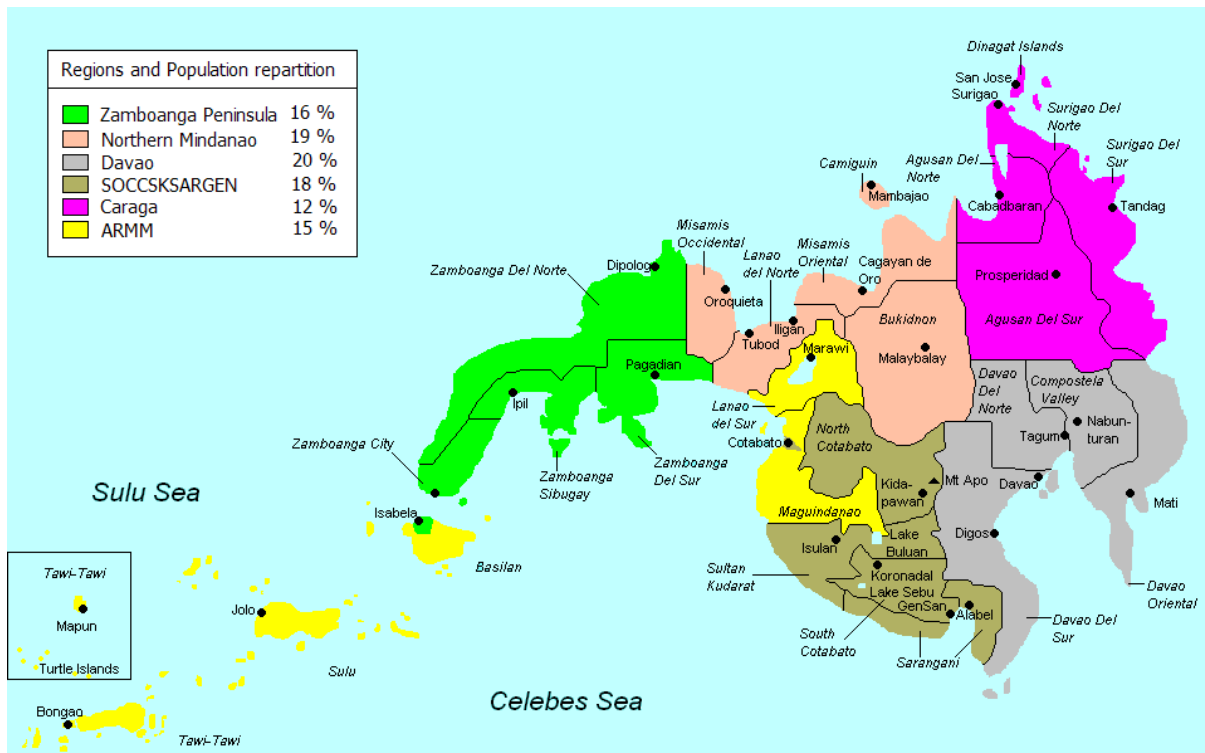 Regions and Population repartition
Zamboanga Peninsula 16 %
Northern Mindanao 19 %
Davao 20 %
SOCCSKSARGEN 18 %
Caraga 12 %
ARMM 15 %
Dinagat Islands
San Jose
Surigao
Surigao Del
Norte
Surigao Del
Sur
Agusan Del
Norte
Camiguin
Mambajao
Cabadbaran
Tandag
Misamis
Occidental
Misamis
Oriental
Lanao
del Norte
Cagayan de
Oro
Zamboanga Del Norte
Dipolog
Prosperidad
Oroquieta
Iligan
Bukidnon
Agusan Del Sur
Tubod
Marawi
Malaybalay
Pagadian
Davao
Del
Norte
Compostela
Valley
Ipil
Lanao
del Sur
North
Cotabato
Nabun-
turan
Tagum
Cotabato
Zamboanga City
Zamboanga
Sibugay
Zamboanga
Del Sur
Kida-
pawan
Mt Apo
Davao
Mati
Sulu Sea
Isabela
Maguindanao
Basilan
Isulan
Lake
Buluan
Digos
Sultan
Kudarat
Koronadal
Lake Sebu
GenSan
Alabel
Davao
Oriental
Davao Del
Sur
South
Cotabato
Sarangani
Tawi-Tawi
Mapun
Turtle Islands
Jolo
Sulu
Celebes Sea
Bongao
Tawi-Tawi